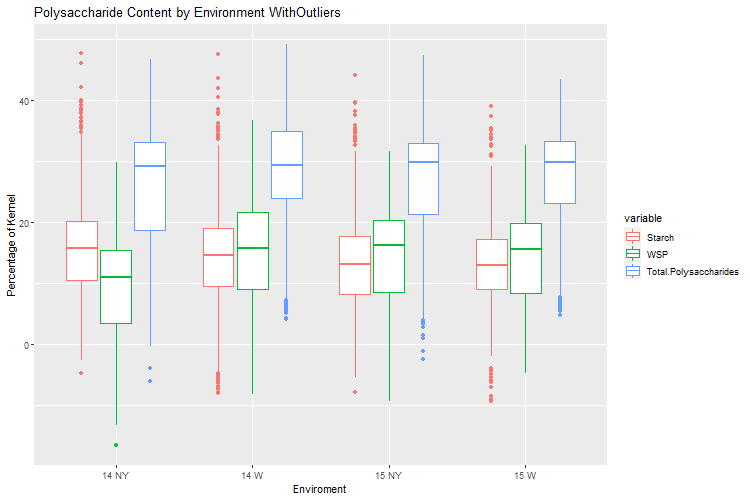 Polysaccharide Content by Environment WithOutliers
Percentage of Kernel
40
20
0
14 NY
14 W
15 NY
15 W
Enviroment
variable
Starch
WSP
Total.Polysaccharides